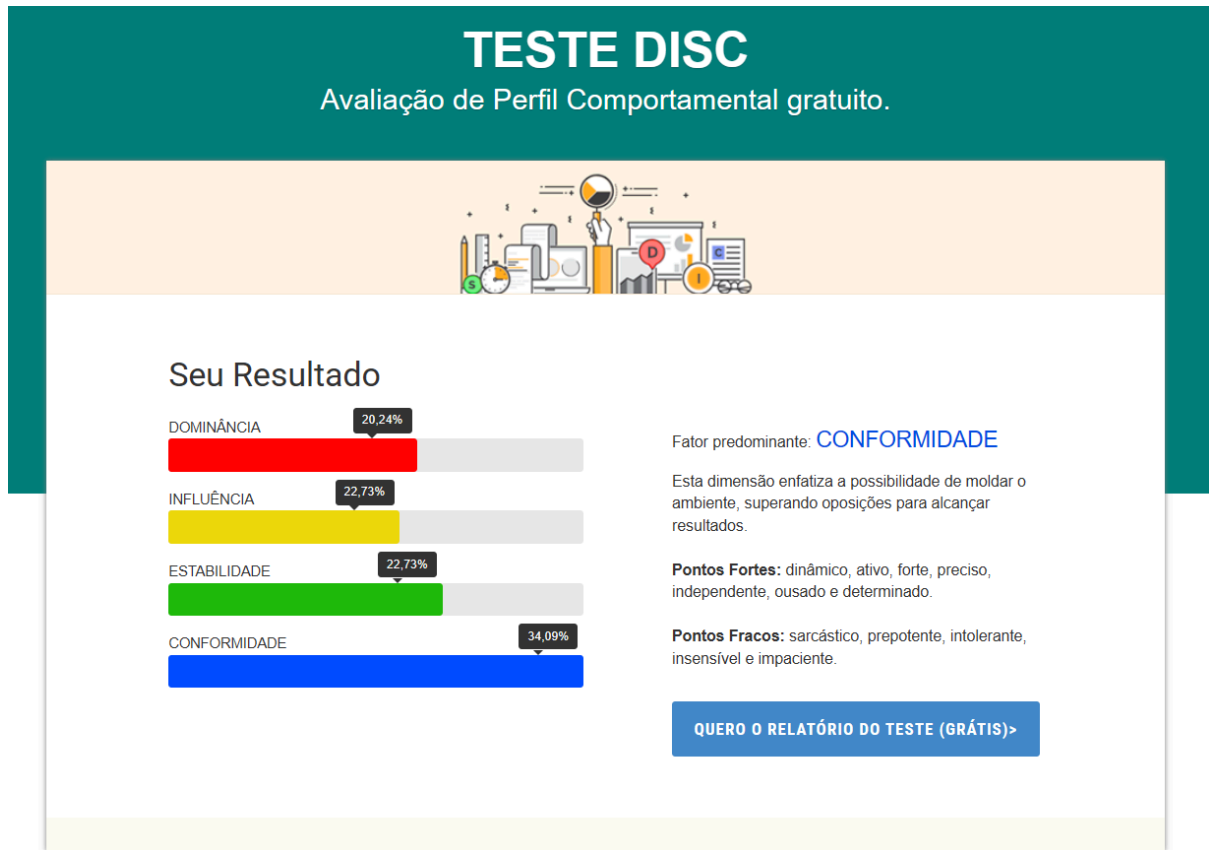 TESTE DISC
Avaliação de Perfil Comportamental gratuito.
S
D
I
C
Seu Resultado
DOMINÂNCIA
20,24%
INFLUÊNCIA
22,73%
ESTABILIDADE
22,73%
CONFORMIDADE
34,09%
Fator predominante: CONFORMIDADE
Esta dimensão enfatiza a possibilidade de moldar o
ambiente, superando oposições para alcançar
resultados.
Pontos Fortes: dinâmico, ativo, forte, preciso,
independente, ousado e determinado.
Pontos Fracos: sarcástico, prepotente, intolerante,
insensível e impaciente.
QUERO O RELATÓRIO DO TESTE (GRÁTIS)>